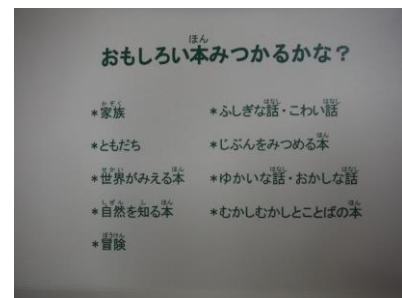 おもしろい本みつかるかな？
*家族
*ともだち
*世界がみえる本
*自然を知る本
*冒険
*ふしぎな話・こわい話
*じぶんをみつめる本
*ゆかいな話・おかしな話
*むかしむかしとことばの本